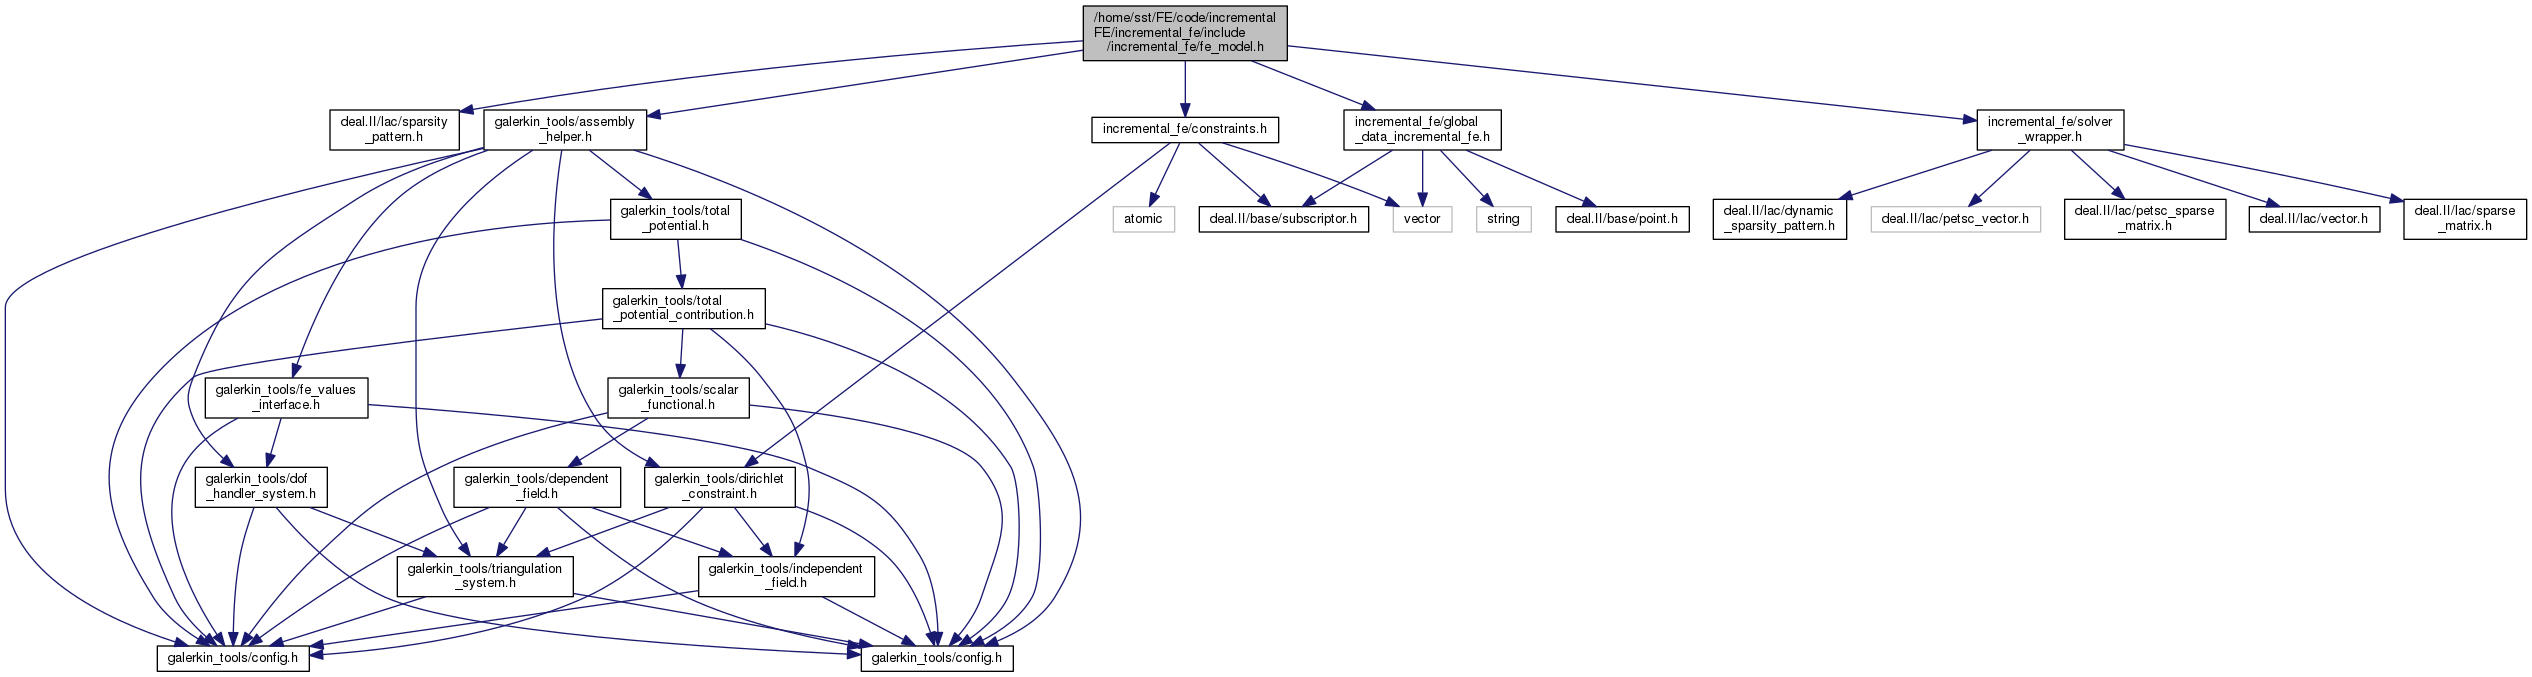 /home/sst/FE/code/incremental
FE/incremental_fe/include
/incremental_fe/fe_model.h
deal.II/lac/sparsity
_pattern.h
galerkin_tools/assembly
_helper.h
incremental_fe/constraints.h
incremental_fe/global
_data_incremental_fe.h
incremental_fe/solver
_wrapper.h
galerkin_tools/total
_potential.h
atomic
deal.II/base/subscriptor.h
vector
string
deal.II/base/point.h
deal.II/lac/dynamic
_sparsity_pattern.h
deal.II/lac/petsc_vector.h
deal.II/lac/petsc_sparse
_matrix.h
deal.II/lac/vector.h
deal.II/lac/sparse
_matrix.h
galerkin_tools/total
_potential_contribution.h
galerkin_tools/fe_values
_interface.h
galerkin_tools/scalar
_functional.h
galerkin_tools/dof
_handler_system.h
galerkin_tools/dependent
_field.h
galerkin_tools/dirichlet
_constraint.h
galerkin_tools/triangulation
_system.h
galerkin_tools/independent
_field.h
galerkin_tools/config.h
galerkin_tools/config.h